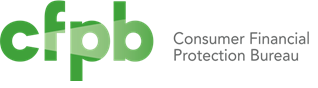 cfpb
Consumer Financial
Protection Bureau